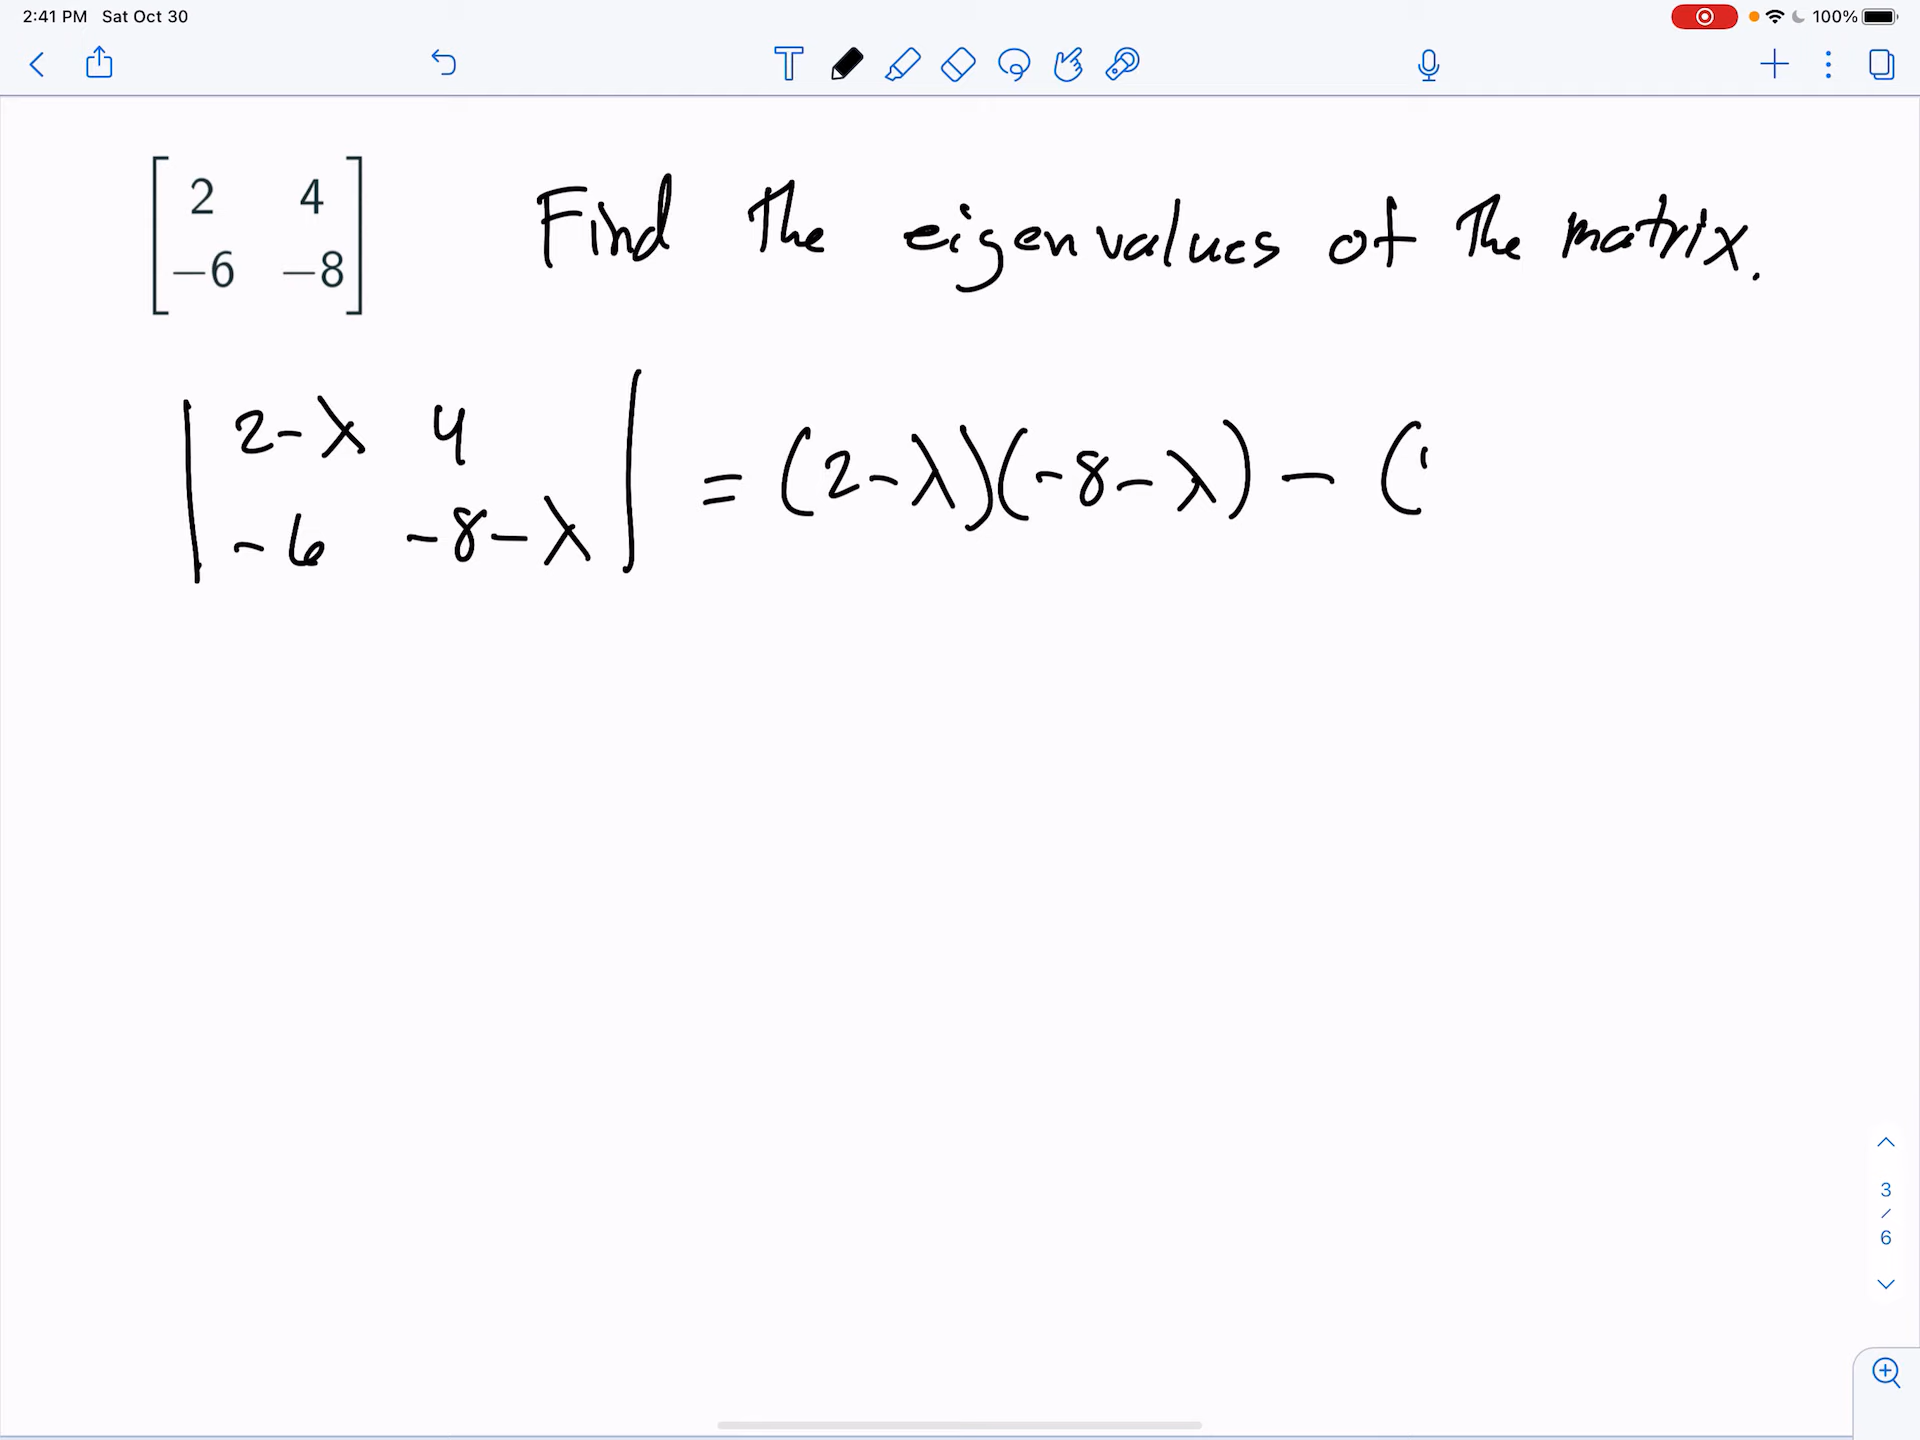 2:41 PM Sat Oct 30
100%
T
2 4
−6 −8
Find the eigenvalues of the matrix.
2-λ 4
-6 -8-λ
= (2-λ)(-8-λ) - (
3
/
6